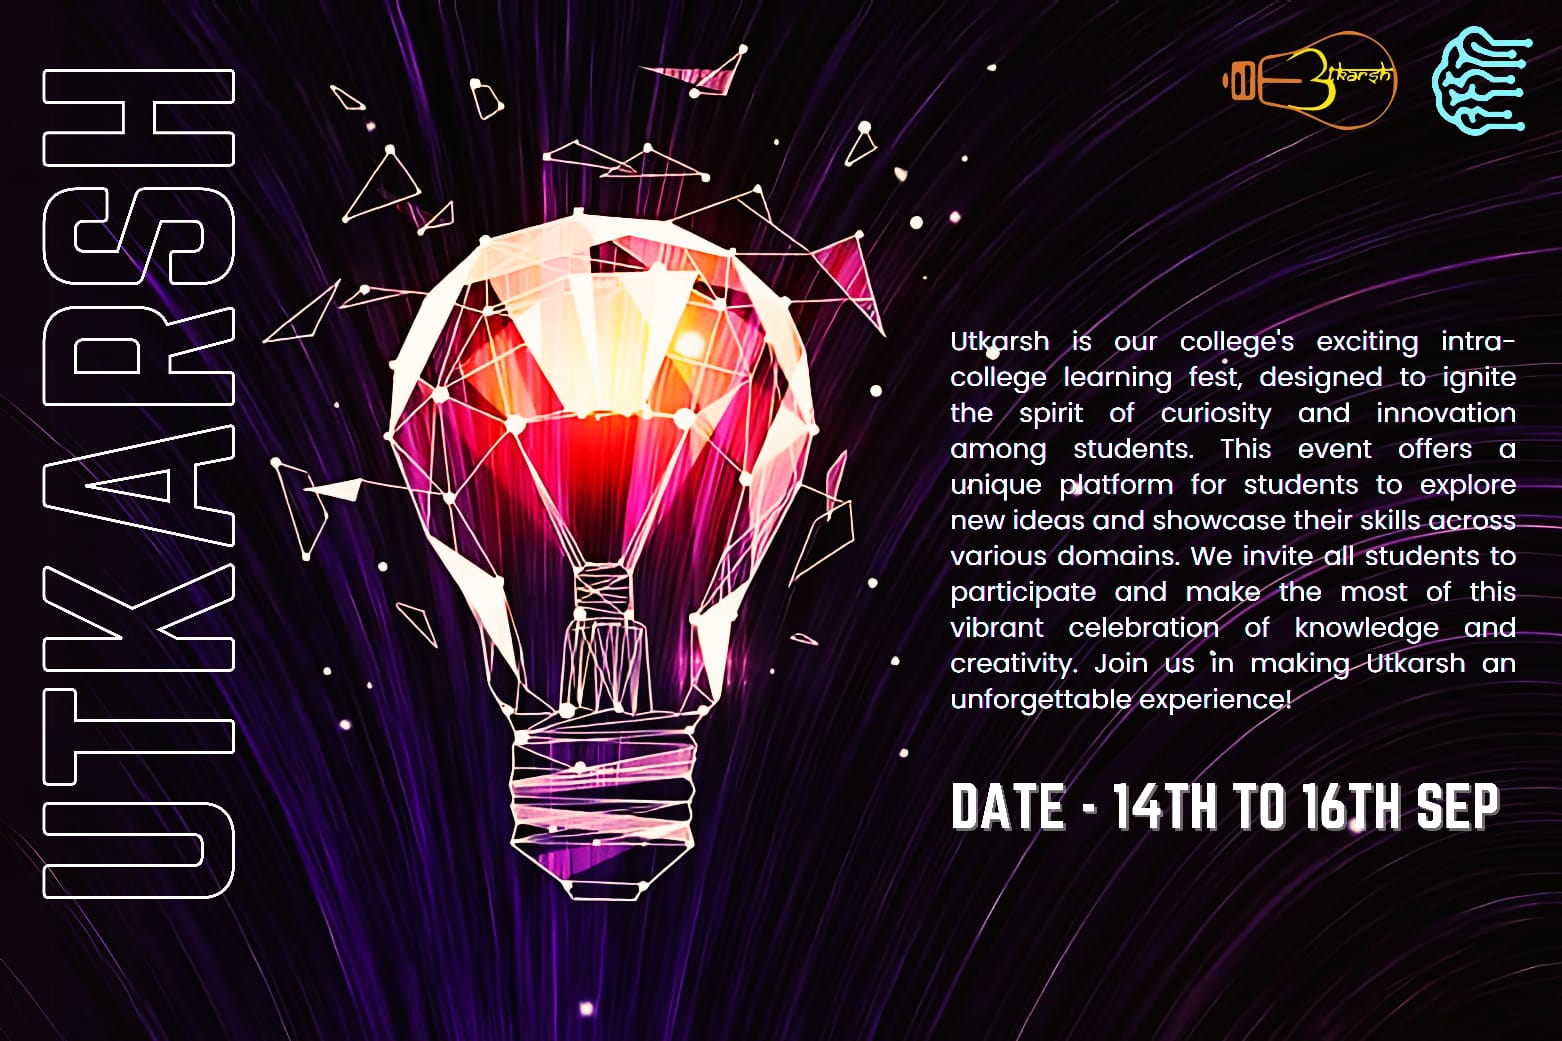 UTKARSH
उtkarsh
Utkarsh is our college's exciting intra-
college learning fest, designed to ignite
the spirit of curiosity and innovation
among students. This event offers a
unique platform for students to explore
new ideas and showcase their skills across
various domains. We invite all students to
participate and make the most of this
vibrant celebration of knowledge and
creativity. Join us in making Utkarsh an
unforgettable experience!
DATE - 14TH TO 16TH SEP